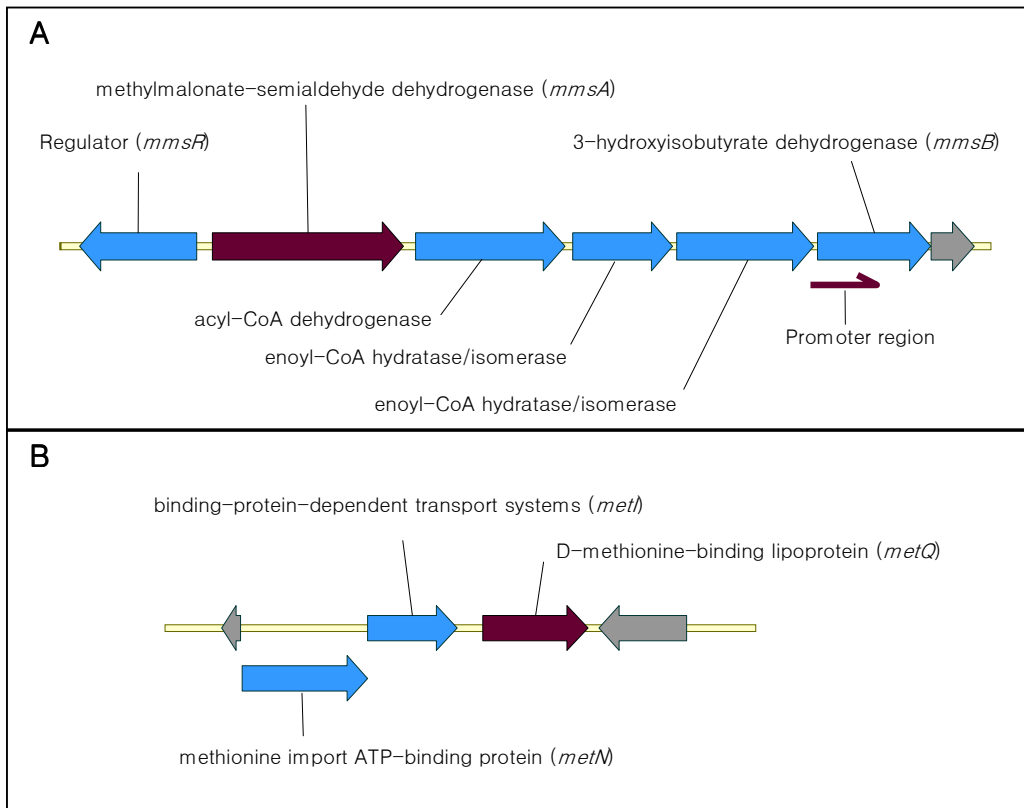 A
methylmalonate-semialdehyde dehydrogenase (mmsA)
Regulator (mmsR)
3-hydroxyisobutyrate dehydrogenase (mmsB)
acyl-CoA dehydrogenase
Promoter region
enoyl-CoA hydratase/isomerase
enoyl-CoA hydratase/isomerase
B
binding-protein-dependent transport systems (metI)
D-methionine-binding lipoprotein (metQ)
methionine import ATP-binding protein (metN)